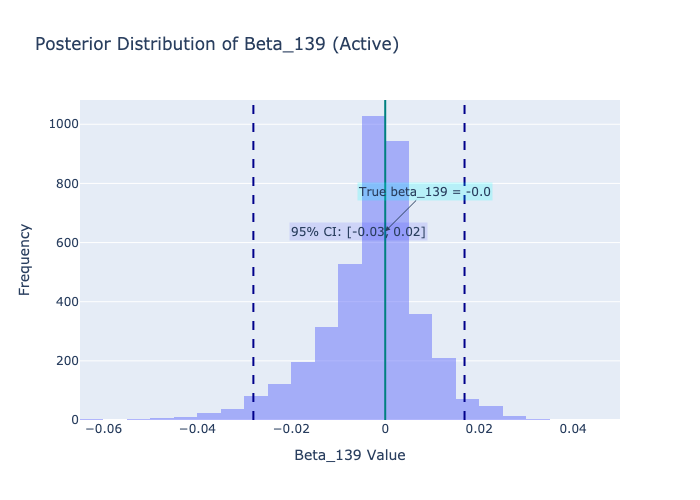 Posterior Distribution of Beta_139 (Active)
1000
800
True beta_139 = -0.0
95% CI: [-0.03, 0.02]
600
400
200
0
Frequency
−0.06
−0.04
−0.02
0
0.02
0.04
Beta_139 Value